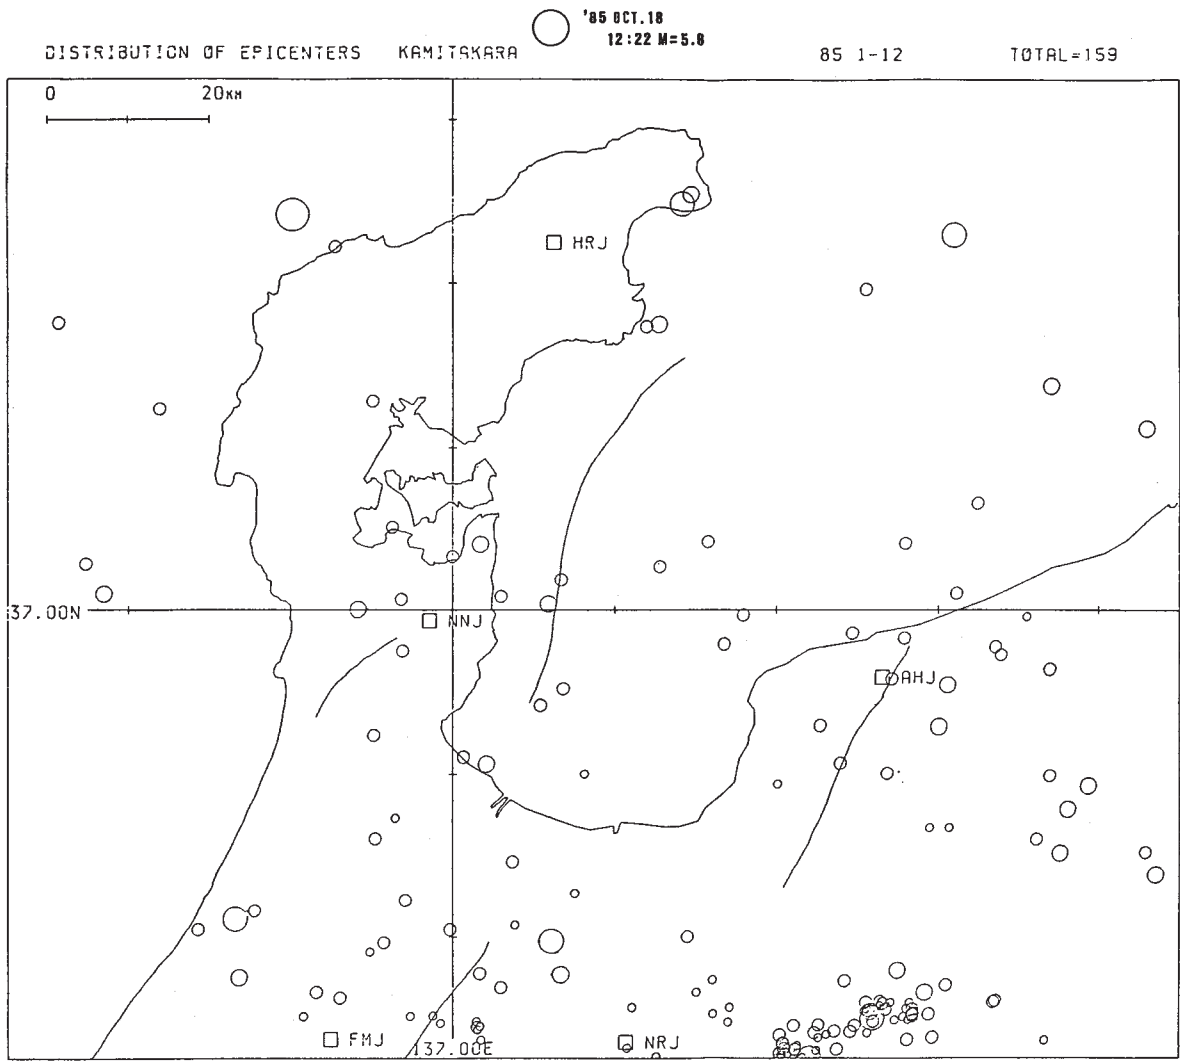 '85 OCT.18
12:22 M=5.8
DISTRIBUTION OF EPICENTERS KAMITAKARA 85 1-12 TOTAL=159
0 20KM
HRJ
37.00N
NNJ
AHJ
FMJ
137.00E
NRJ